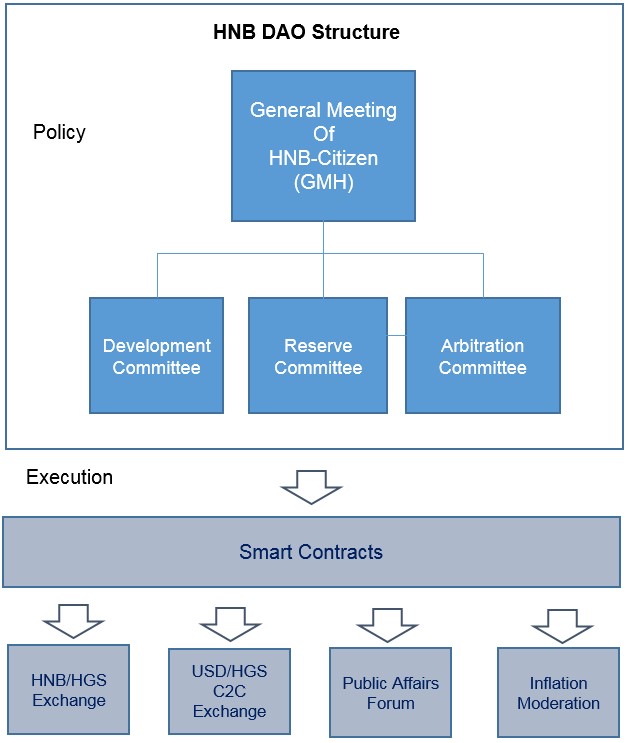 HNB DAO Structure
Policy
General Meeting
Of
HNB-Citizen
(GMH)
Development
Committee
Reserve
Committee
Arbitration
Committee
Execution
Smart Contracts
HNB/HGS
Exchange
USD/HGS
C2C
Exchange
Public Affairs
Forum
Inflation
Moderation